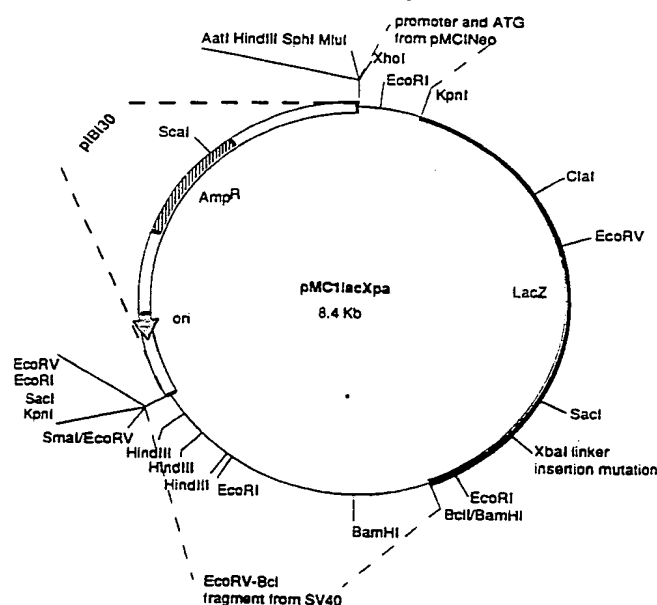 promoter and ATG
from pMCINeo
AatI HindIII SphI MluI
XhoI
EcoRI
KpnI
pIBI30
ScaI
AmpR
ClaI
EcoRV
pMC1lacXpa
8.4 Kb
LacZ
ori
EcoRV
EcoRI
SacI
KpnI
SmaI/EcoRV
HindIII
HindIII
HindIII
EcoRI
SacI
XbaI linker
insertion mutation
EcoRI
BclI/BamHI
BamHI
EcoRV-BcI
fragment from SV40